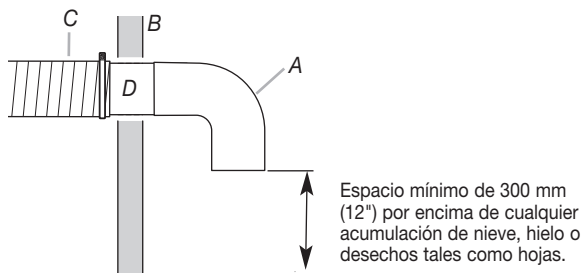 C
B
A
D
Espacio mínimo de 300 mm
(12") por encima de cualquier
acumulación de nieve, hielo o
desechos tales como hojas.